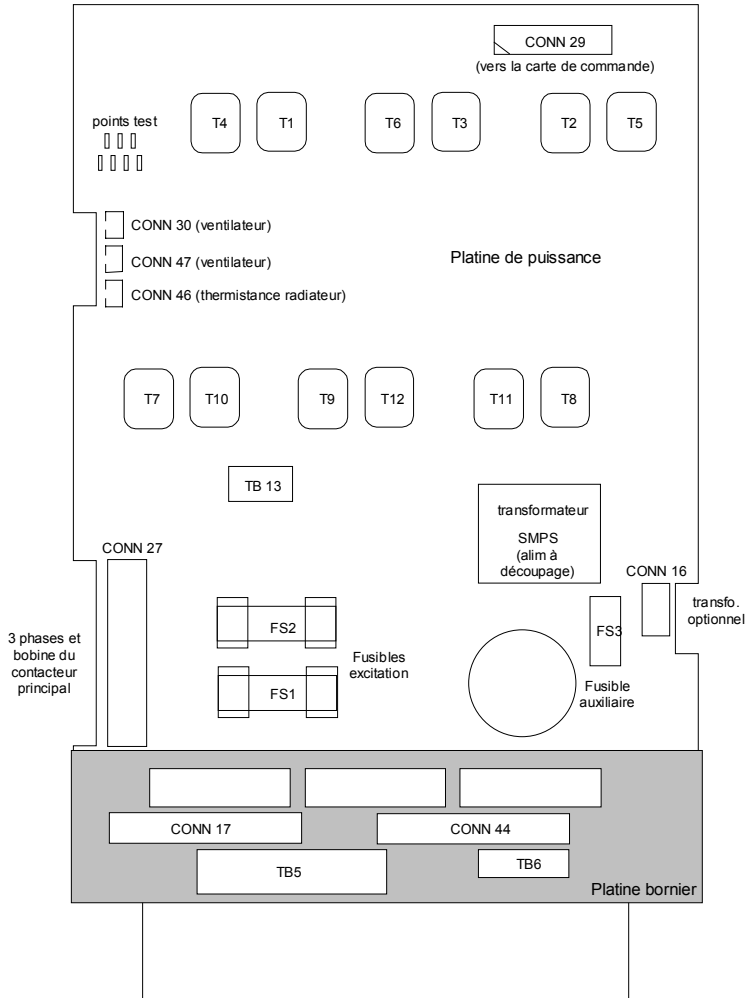 CONN 29
(vers la carte de commande)
points test
T4
T1
T6
T3
T2
T5
CONN 30 (ventilateur)
CONN 47 (ventilateur)
Platine de puissance
CONN 46 (thermistance radiateur)
T7
T10
T9
T12
T11
T8
TB 13
transformateur
SMPS
(alim à
découpage)
CONN 27
CONN 16
transfo.
optionnel
3 phases et
bobine du
contacteur
principal
FS2
FS1
Fusibles
excitation
FS3
Fusible
auxiliaire
CONN 17
CONN 44
TB5
TB6
Platine bornier